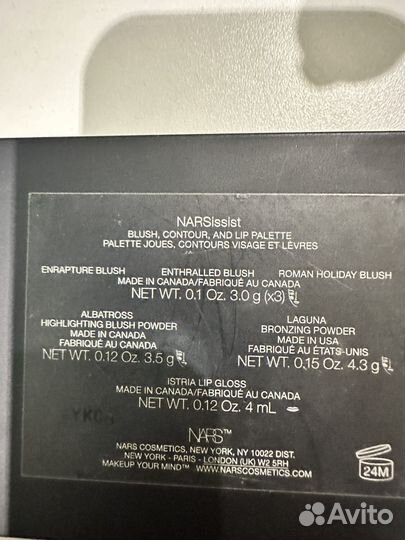 NARSissist
BLUSH, CONTOUR, AND LIP PALETTE
PALETTE JOUES, CONTOURS VISAGE ET LÈVRES
ENRAPTURE BLUSH ENTHRALLED BLUSH ROMAN HOLIDAY BLUSH
MADE IN CANADA/FABRIQUÉ AU CANADA
NET WT. 0.1 Oz. 3.0 g (x3)
ALBATROSS
HIGHLIGHTING BLUSH POWDER
MADE IN CANADA
FABRIQUÉ AU CANADA
NET WT. 0.12 Oz. 3.5 g
LAGUNA
BRONZING POWDER
MADE IN USA
FABRIQUÉ AU ÉTATS-UNIS
NET WT. 0.15 Oz. 4.3 g
ISTRIA LIP GLOSS
MADE IN CANADA/FABRIQUÉ AU CANADA
NET WT. 0.12 Oz. 4 mL
NARS™
NARS COSMETICS, NEW YORK, NY 10022 DIST.
NEW YORK - PARIS - LONDON (UK) W2 5RH
MAKEUP YOUR MIND™ WWW.NARSCOSMETICS.COM
24M
Avito